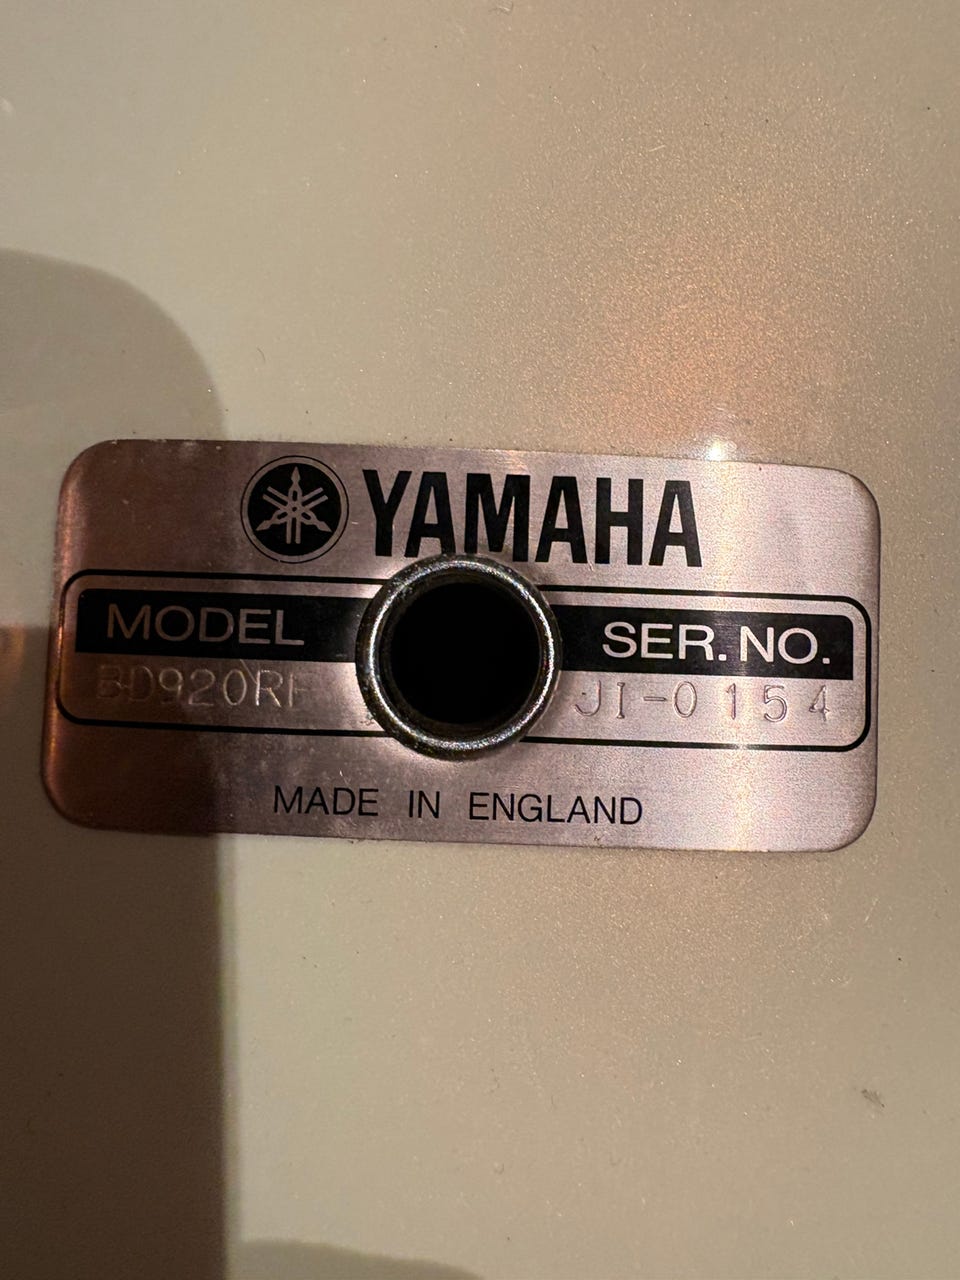 YAMAHA
MODEL SER. NO.
BD920RF JI-0154
MADE IN ENGLAND